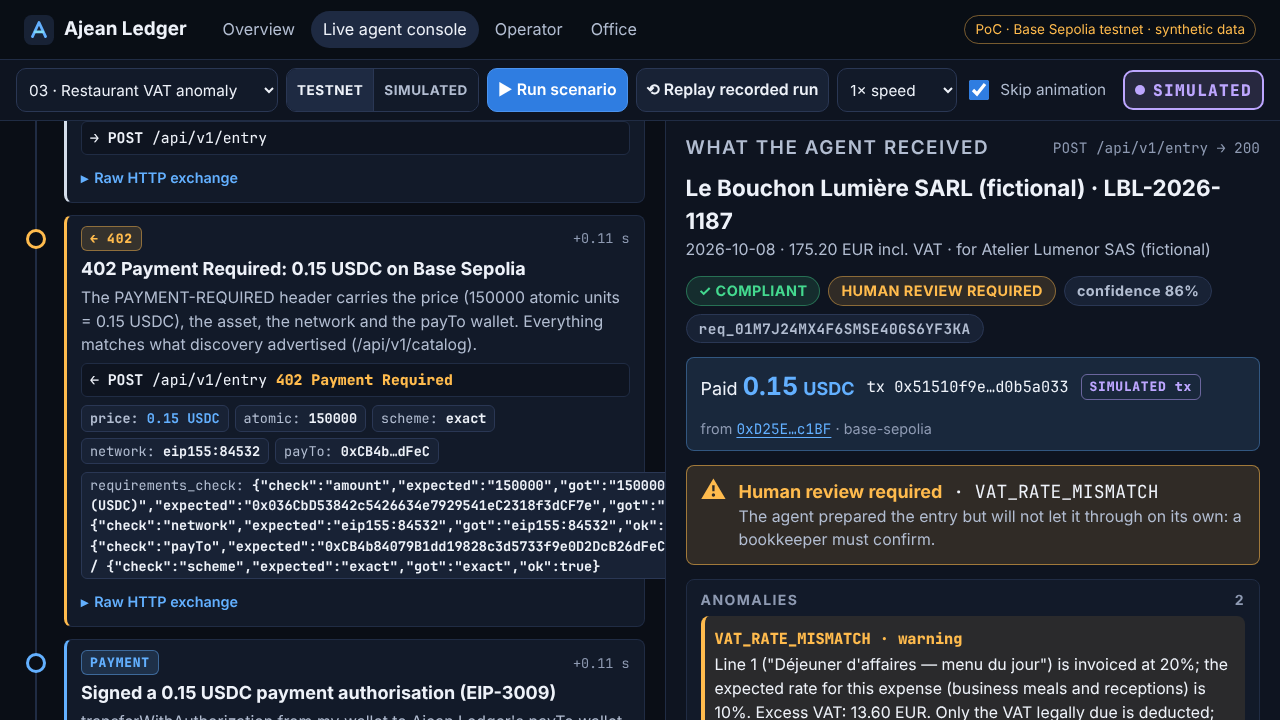 Ajean Ledger
Overview
Live agent console
Operator
Office
PoC · Base Sepolia testnet · synthetic data
03 · Restaurant VAT anomaly
TESTNET
SIMULATED
▶ Run scenario
⟲ Replay recorded run
1× speed
Skip animation
SIMULATED
→ POST /api/v1/entry
▸ Raw HTTP exchange
← 402
+0.11 s
402 Payment Required: 0.15 USDC on Base Sepolia
The PAYMENT-REQUIRED header carries the price (150000 atomic units
= 0.15 USDC), the asset, the network and the payTo wallet. Everything
matches what discovery advertised (/api/v1/catalog).
← POST /api/v1/entry 402 Payment Required
price: 0.15 USDC
atomic: 150000
scheme: exact
network: eip155:84532
payTo: 0xCB4b…dFeC
requirements_check: {"check":"amount","expected":"150000","got":"150000
(USDC)","expected":"0x036CbD53842c5426634e7929541eC2318f3dCF7e","got":"
{"check":"network","expected":"eip155:84532","got":"eip155:84532","ok":
{"check":"payTo","expected":"0xCB4b84079B1dd19828c3d5733f9e0D2DcB26dFeC
/ {"check":"scheme","expected":"exact","got":"exact","ok":true}
▸ Raw HTTP exchange
PAYMENT
+0.11 s
Signed a 0.15 USDC payment authorisation (EIP-3009)
transferWithAuthorization from my wallet to Ajean Ledger's payTo wallet
WHAT THE AGENT RECEIVED
POST /api/v1/entry → 200
Le Bouchon Lumière SARL (fictional) · LBL-2026-
1187
2026-10-08 · 175.20 EUR incl. VAT · for Atelier Lumenor SAS (fictional)
✓ COMPLIANT
HUMAN REVIEW REQUIRED
confidence 86%
req_01M7J24MX4F6SMSE40GS6YF3KA
Paid 0.15 USDC tx 0x51510f9e…d0b5a033 SIMULATED tx
from 0xD25E…c1BF · base-sepolia
Human review required · VAT_RATE_MISMATCH
The agent prepared the entry but will not let it through on its own: a
bookkeeper must confirm.
ANOMALIES
2
VAT_RATE_MISMATCH · warning
Line 1 ("Déjeuner d'affaires — menu du jour") is invoiced at 20%; the
expected rate for this expense (business meals and receptions) is
10%. Excess VAT: 13.60 EUR. Only the VAT legally due is deducted;